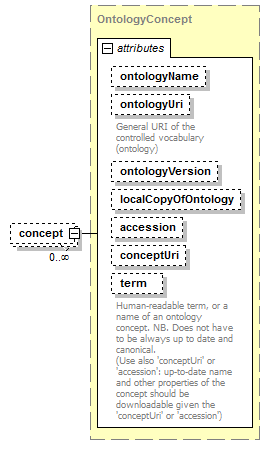 OntologyConcept
attributes
ontologyName
ontologyUri
General URI of the
controlled vocabulary
(ontology)
ontologyVersion
localCopyOfOntology
concept
0..∞
accession
conceptUri
term
Human-readable term, or a
name of an ontology
concept. NB. Does not have
to be always up to date and
canonical.
(Use also 'conceptUri' or
'accession': up-to-date name
and other properties of the
concept should be
downloadable given the
'conceptUri' or 'accession')